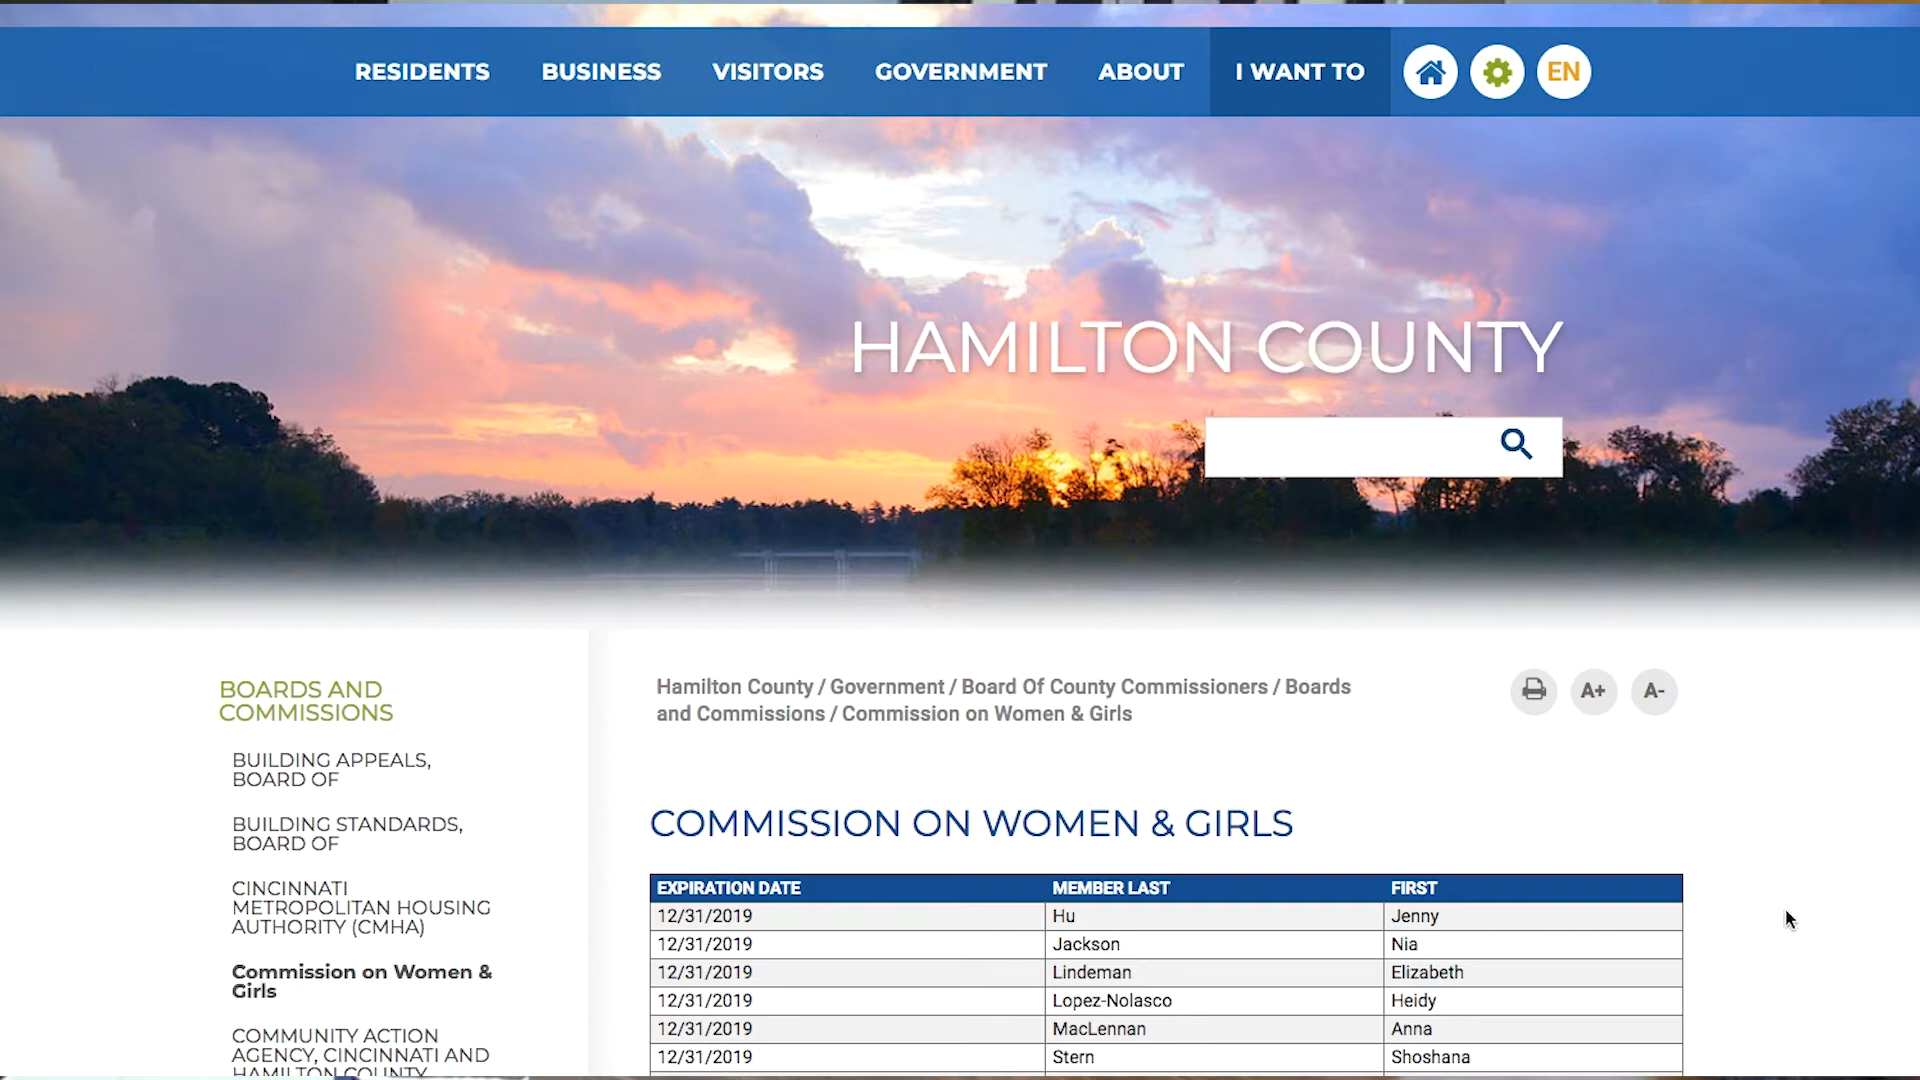 RESIDENTS BUSINESS VISITORS GOVERNMENT ABOUT I WANT TO EN
HAMILTON COUNTY
BOARDS AND
COMMISSIONS
BUILDING APPEALS,
BOARD OF
BUILDING STANDARDS,
BOARD OF
CINCINNATI
METROPOLITAN HOUSING
AUTHORITY (CMHA)
Commission on Women &
Girls
COMMUNITY ACTION
AGENCY, CINCINNATI AND
HAMILTON COUNTY
Hamilton County / Government / Board Of County Commissioners / Boards
and Commissions / Commission on Women & Girls
A+ A-
COMMISSION ON WOMEN & GIRLS
EXPIRATION DATE MEMBER LAST FIRST
12/31/2019 Hu Jenny
12/31/2019 Jackson Nia
12/31/2019 Lindeman Elizabeth
12/31/2019 Lopez-Nolasco Heidy
12/31/2019 MacLennan Anna
12/31/2019 Stern Shoshana